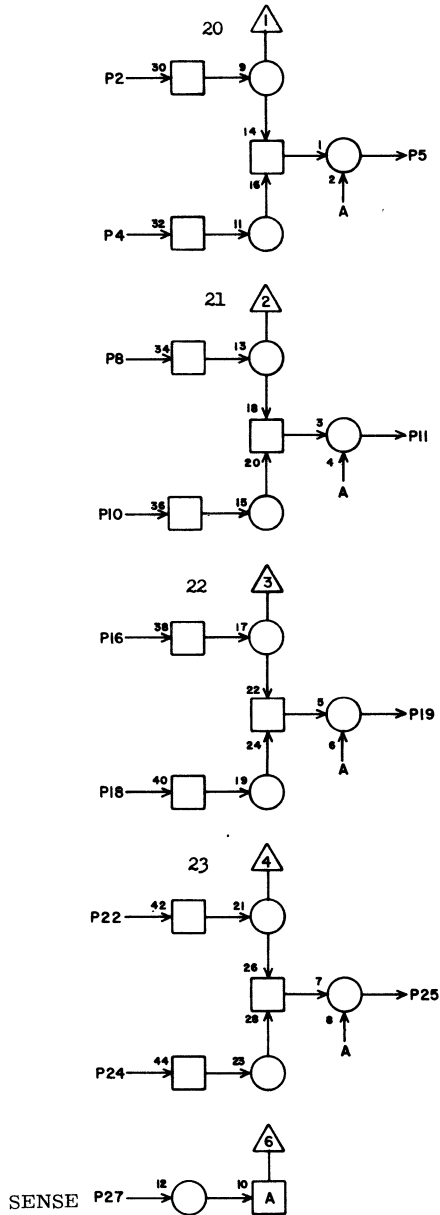 20 1
P2 30 9
14 1 P5
16 2
P4 32 11 A
21 2
P8 34 13
18 3 P11
20 4
P10 36 15 A
22 3
P16 38 17
22 5 P19
24 6
P18 40 19 A
23 4
P22 42 21
26 7 P25
28 8
P24 44 23 A
6
SENSE P27 12 10 A